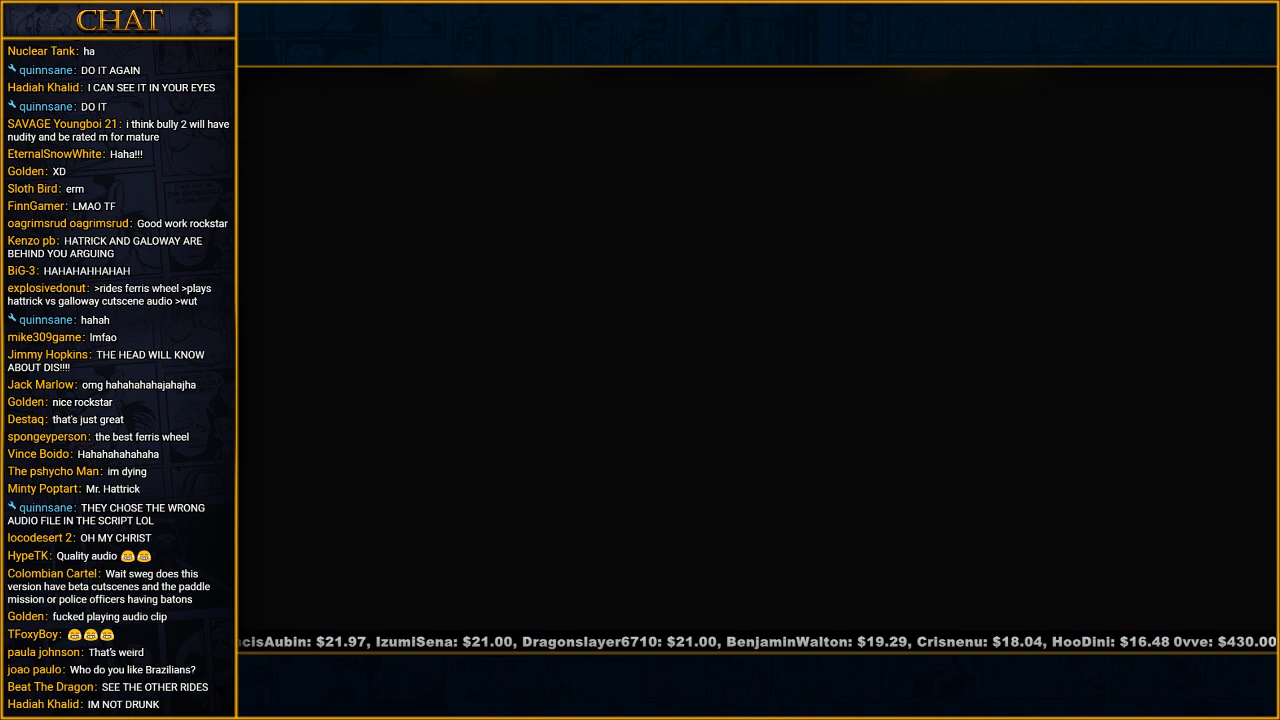 CHAT
Nuclear Tank: ha
quinnsane: DO IT AGAIN
Hadiah Khalid: I CAN SEE IT IN YOUR EYES
quinnsane: DO IT
SAVAGE Youngboi 21: i think bully 2 will have
nudity and be rated m for mature
EternalSnowWhite: Haha!!!
Golden: XD
Sloth Bird: erm
FinnGamer: LMAO TF
oagrimsrud oagrimsrud: Good work rockstar
Kenzo pb: HATRICK AND GALOWAY ARE
BEHIND YOU ARGUING
BiG-3: HAHAHAHHAHAH
explosivedonut: >rides ferris wheel >plays
hattrick vs galloway cutscene audio >wut
quinnsane: hahah
mike309game: lmfao
Jimmy Hopkins: THE HEAD WILL KNOW
ABOUT DIS!!!!
Jack Marlow: omg hahahahahajahajha
Golden: nice rockstar
Destaq: that's just great
spongeyperson: the best ferris wheel
Vince Boido: Hahahahahahaha
The pshycho Man: im dying
Minty Poptart: Mr. Hattrick
quinnsane: THEY CHOSE THE WRONG
AUDIO FILE IN THE SCRIPT LOL
locodesert 2: OH MY CHRIST
HypeTK: Quality audio 😂😂
Colombian Cartel: Wait sweg does this
version have beta cutscenes and the paddle
mission or police officers having batons
Golden: fucked playing audio clip
TFoxyBoy: 😂😂😂
paula johnson: That's weird
joao paulo: Who do you like Brazilians?
Beat The Dragon: SEE THE OTHER RIDES
Hadiah Khalid: IM NOT DRUNK
cisAubin: $21.97, IzumiSena: $21.00, Dragonslayer6710: $21.00, BenjaminWalton: $19.29, Crisnenu: $18.04, HooDini: $16.48 0vve: $430.00